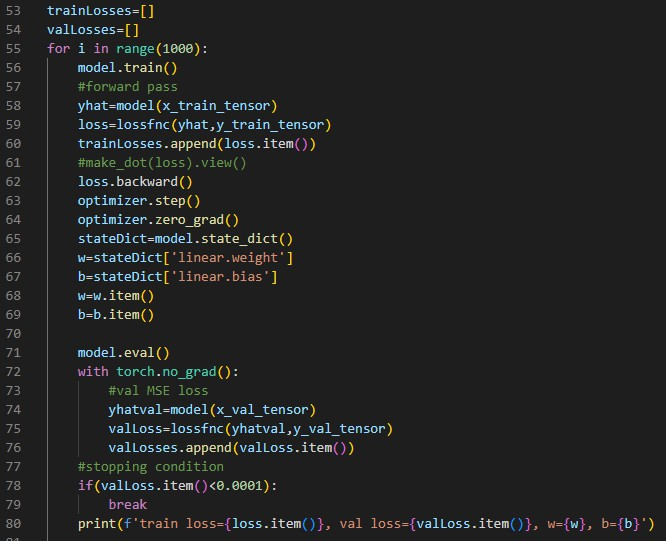 53 trainLosses=[]
54 valLosses=[]
55 for i in range(1000):
56     model.train()
57     #forward pass
58     yhat=model(x_train_tensor)
59     loss=lossfnc(yhat,y_train_tensor)
60     trainLosses.append(loss.item())
61     #make_dot(loss).view()
62     loss.backward()
63     optimizer.step()
64     optimizer.zero_grad()
65     stateDict=model.state_dict()
66     w=stateDict['linear.weight']
67     b=stateDict['linear.bias']
68     w=w.item()
69     b=b.item()
70
71     model.eval()
72     with torch.no_grad():
73         #val MSE loss
74         yhatval=model(x_val_tensor)
75         valLoss=lossfnc(yhatval,y_val_tensor)
76         valLosses.append(valLoss.item())
77     #stopping condition
78     if(valLoss.item()<0.0001):
79         break
80     print(f'train loss={loss.item()}, val loss={valLoss.item()}, w={w}, b={b}')